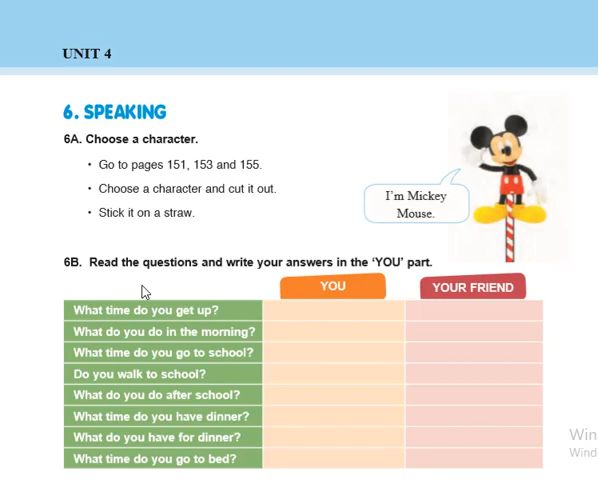 UNIT 4
6. SPEAKING
6A. Choose a character.
• Go to pages 151, 153 and 155.
• Choose a character and cut it out.
• Stick it on a straw.
I'm Mickey
Mouse.
6B. Read the questions and write your answers in the 'YOU' part.
YOU
YOUR FRIEND
What time do you get up?
What do you do in the morning?
What time do you go to school?
Do you walk to school?
What do you do after school?
What time do you have dinner?
What do you have for dinner?
What time do you go to bed?
Win
Wind